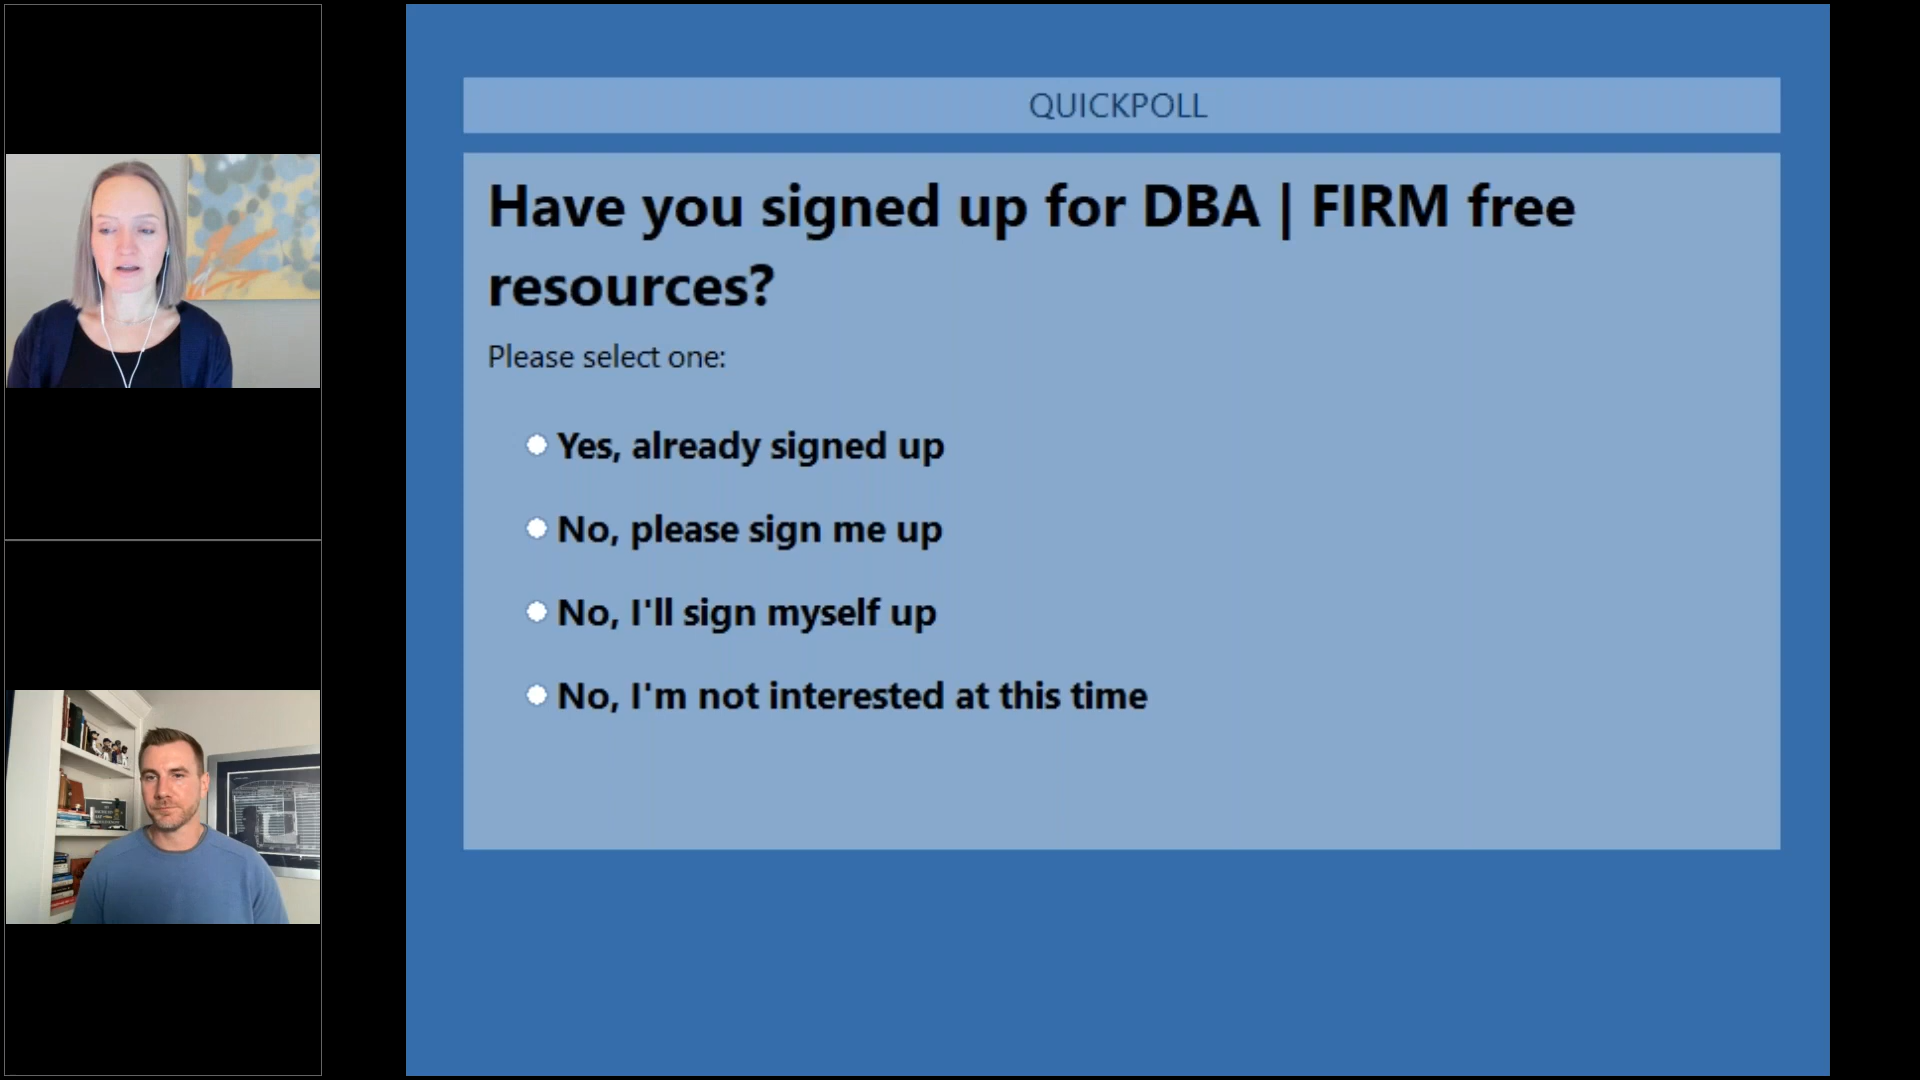 QUICKPOLL
Have you signed up for DBA | FIRM free
resources?
Please select one:
Yes, already signed up
No, please sign me up
No, I'll sign myself up
No, I'm not interested at this time